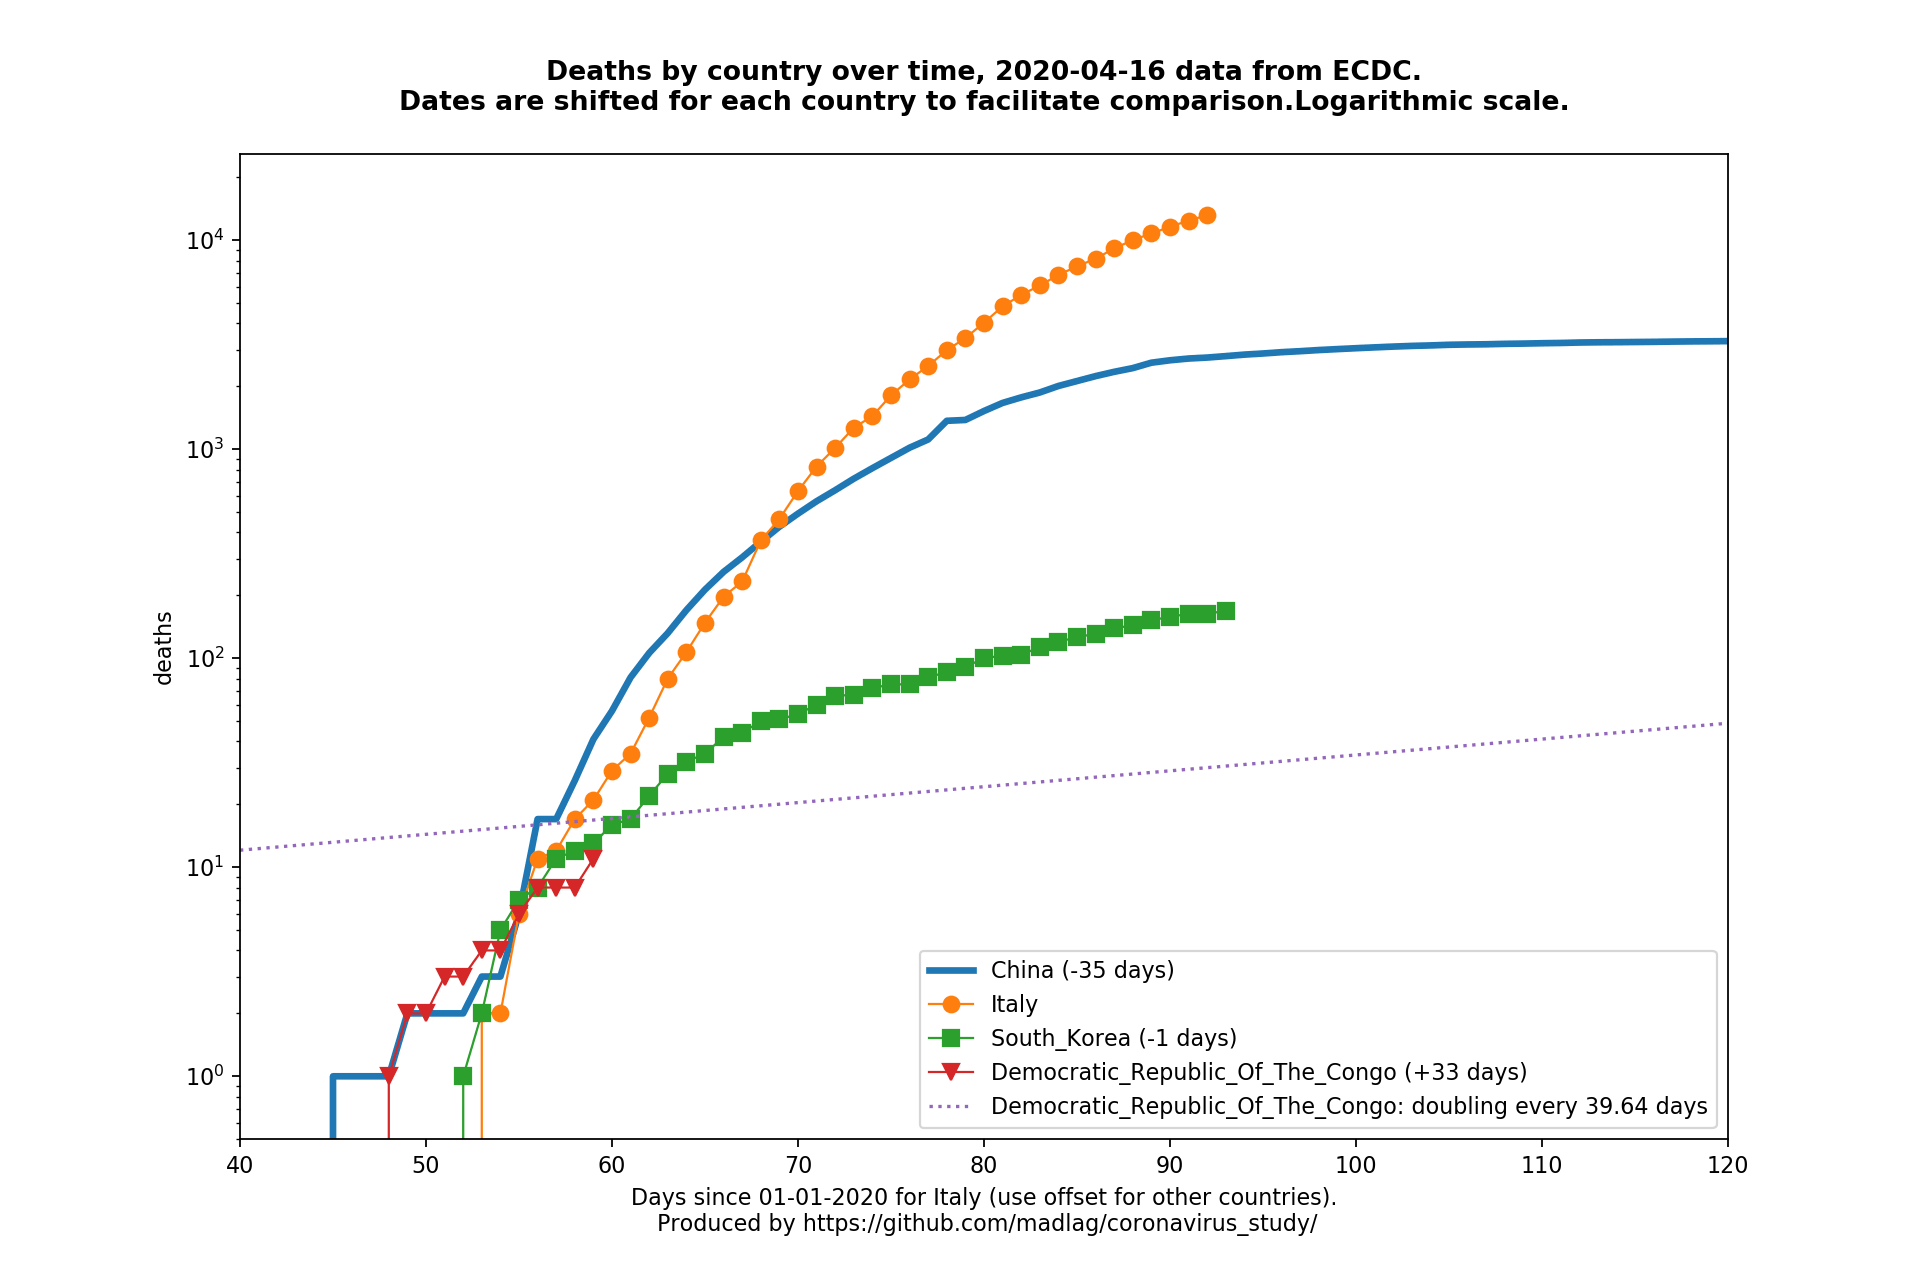 Deaths by country over time, 2020-04-16 data from ECDC.
Dates are shifted for each country to facilitate comparison.Logarithmic scale.
10^4
10^3
10^2
10^1
10^0
deaths
China (-35 days)
Italy
South_Korea (-1 days)
Democratic_Republic_Of_The_Congo (+33 days)
Democratic_Republic_Of_The_Congo: doubling every 39.64 days
40 50 60 70 80 90 100 110 120
Days since 01-01-2020 for Italy (use offset for other countries).
Produced by https://github.com/madlag/coronavirus_study/